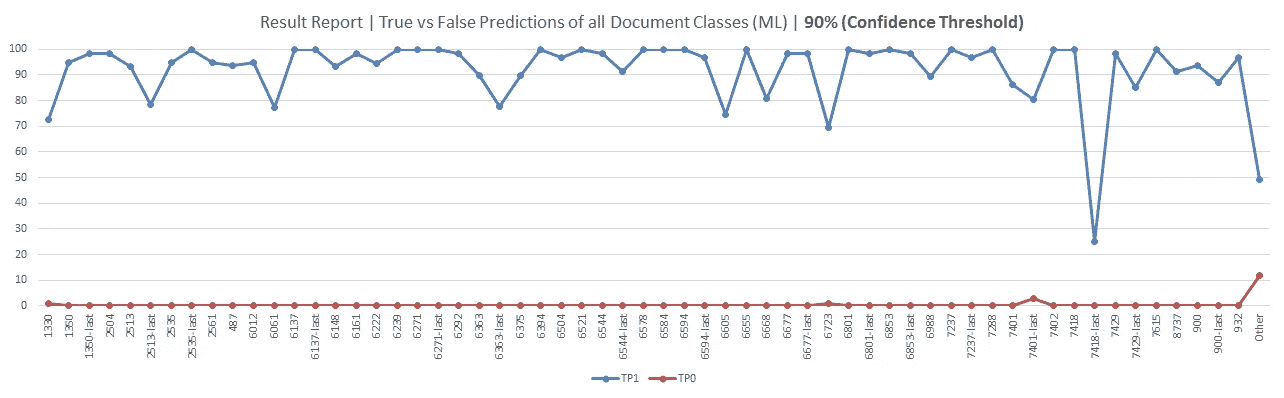 Result Report | True vs False Predictions of all Document Classes (ML) | 90% (Confidence Threshold)
100
90
80
70
60
50
40
30
20
10
0
1330
1350
1350-last
2504
2513
2513-last
2535
2535-last
2561
487
6012
6061
6137
6137-last
6148
6161
6222
6239
6271
6271-last
6292
6363
6363-last
6375
6394
6504
6521
6544
6544-last
6578
6584
6594
6594-last
6605
6655
6668
6677
6677-last
6723
6801
6801-last
6853
6853-last
6988
7237
7237-last
7288
7401
7401-last
7402
7418
7418-last
7429
7429-last
7615
8737
900
900-last
932
Other
TP1
TP0